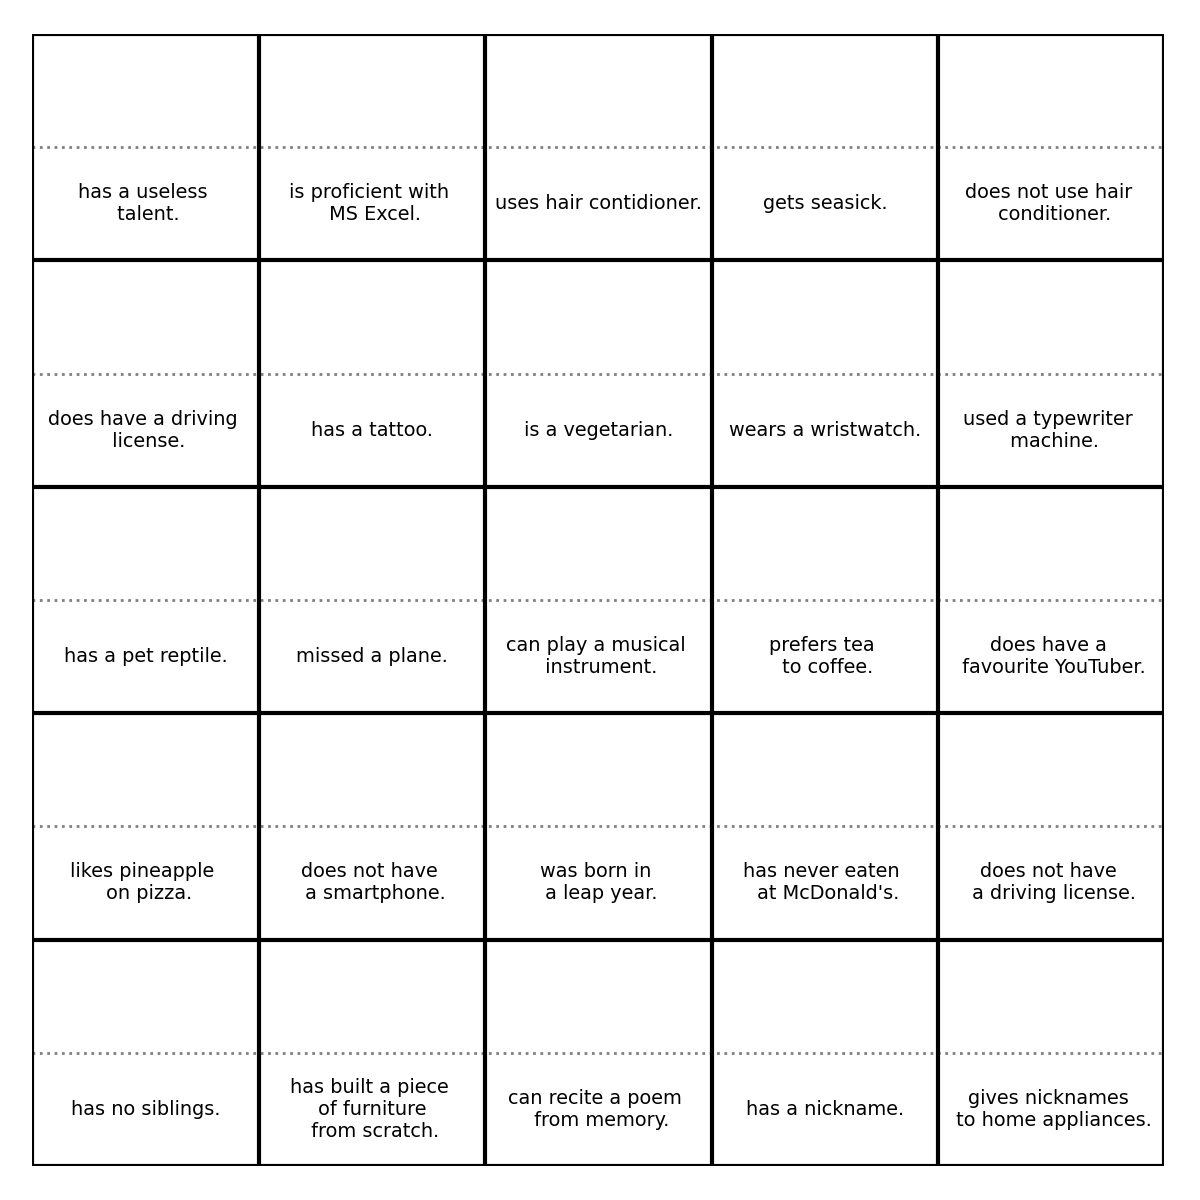 has a useless
talent.
is proficient with
MS Excel.
uses hair contidioner.
gets seasick.
does not use hair
conditioner.
does have a driving
license.
has a tattoo.
is a vegetarian.
wears a wristwatch.
used a typewriter
machine.
has a pet reptile.
missed a plane.
can play a musical
instrument.
prefers tea
to coffee.
does have a
favourite YouTuber.
likes pineapple
on pizza.
does not have
a smartphone.
was born in
a leap year.
has never eaten
at McDonald's.
does not have
a driving license.
has no siblings.
has built a piece
of furniture
from scratch.
can recite a poem
from memory.
has a nickname.
gives nicknames
to home appliances.